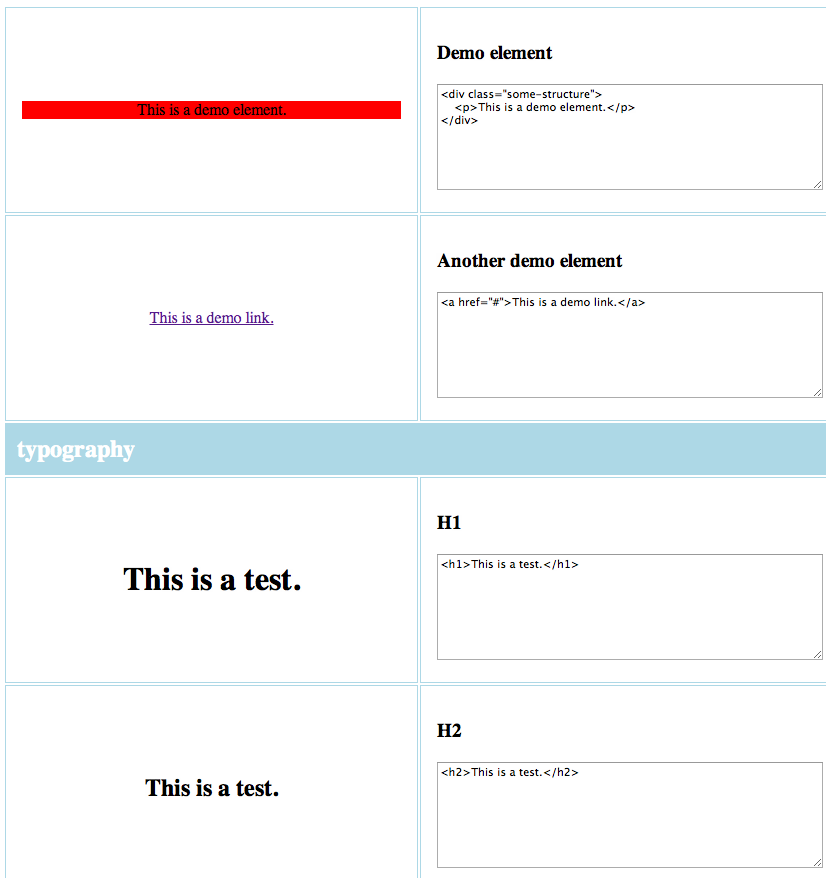 This is a demo element.
Demo element
<div class="some-structure">
    <p>This is a demo element.</p>
</div>
This is a demo link.
Another demo element
<a href="#">This is a demo link.</a>
typography
This is a test.
H1
<h1>This is a test.</h1>
This is a test.
H2
<h2>This is a test.</h2>